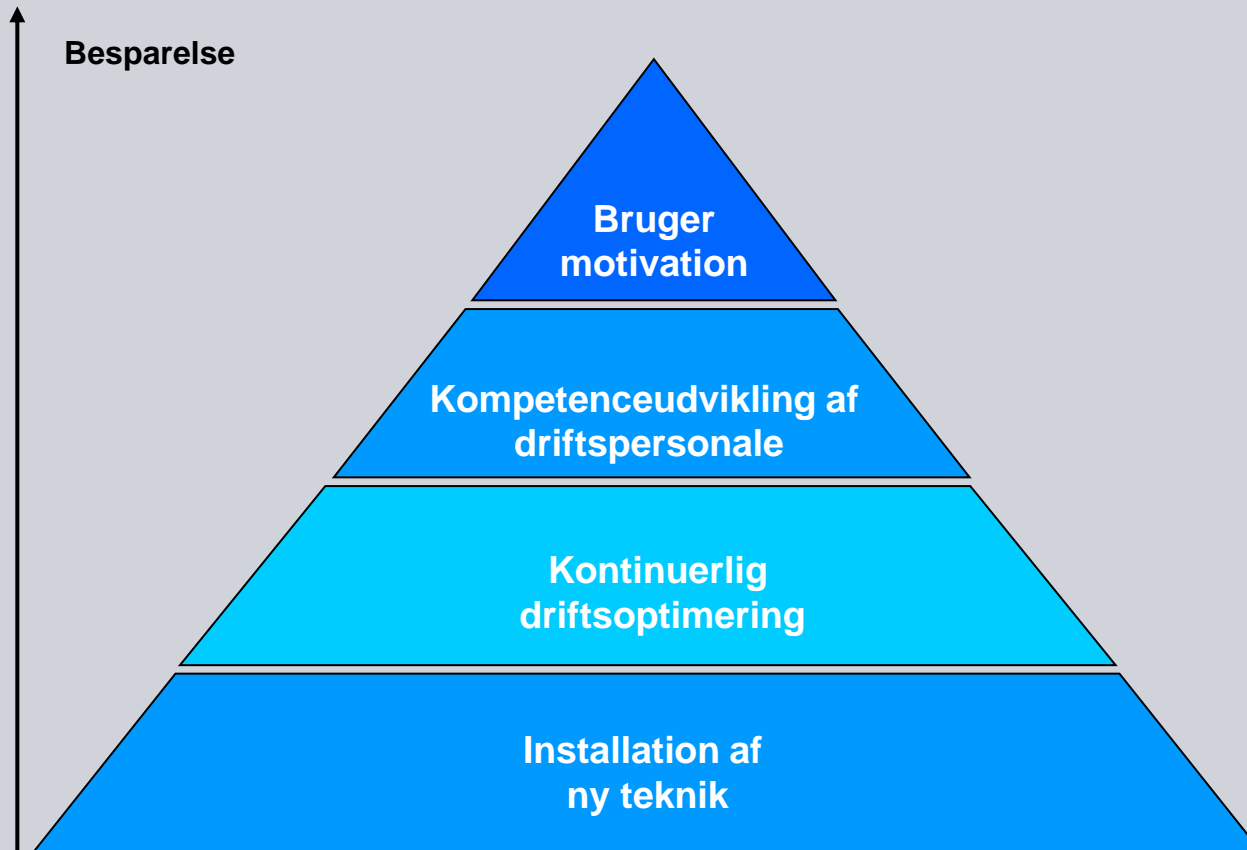 Besparelse
Bruger
motivation
Kompetenceudvikling af
driftspersonale
Kontinuerlig
driftsoptimering
Installation af
ny teknik